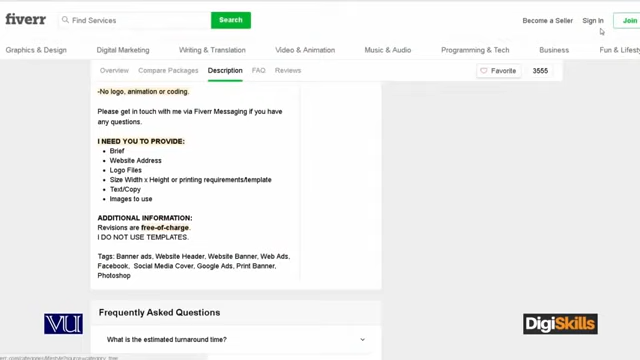 fiverr
Find Services
Search
Become a Seller
Sign In
Join
Graphics & Design
Digital Marketing
Writing & Translation
Video & Animation
Music & Audio
Programming & Tech
Business
Fun & Lifesty
Overview
Compare Packages
Description
FAQ
Reviews
Favorite
3555
-No logo, animation or coding.
Please get in touch with me via Fiverr Messaging if you have
any questions.
I NEED YOU TO PROVIDE:
Brief
Website Address
Logo Files
Size Width x Height or printing requirements/template
Text/Copy
Images to use
ADDITIONAL INFORMATION:
Revisions are free-of-charge.
I DO NOT USE TEMPLATES.
Tags: Banner ads, Website Header, Website Banner, Web Ads,
Facebook, Social Media Cover, Google Ads, Print Banner,
Photoshop
Frequently Asked Questions
What is the estimated turnaround time?
VU
DigiSkills